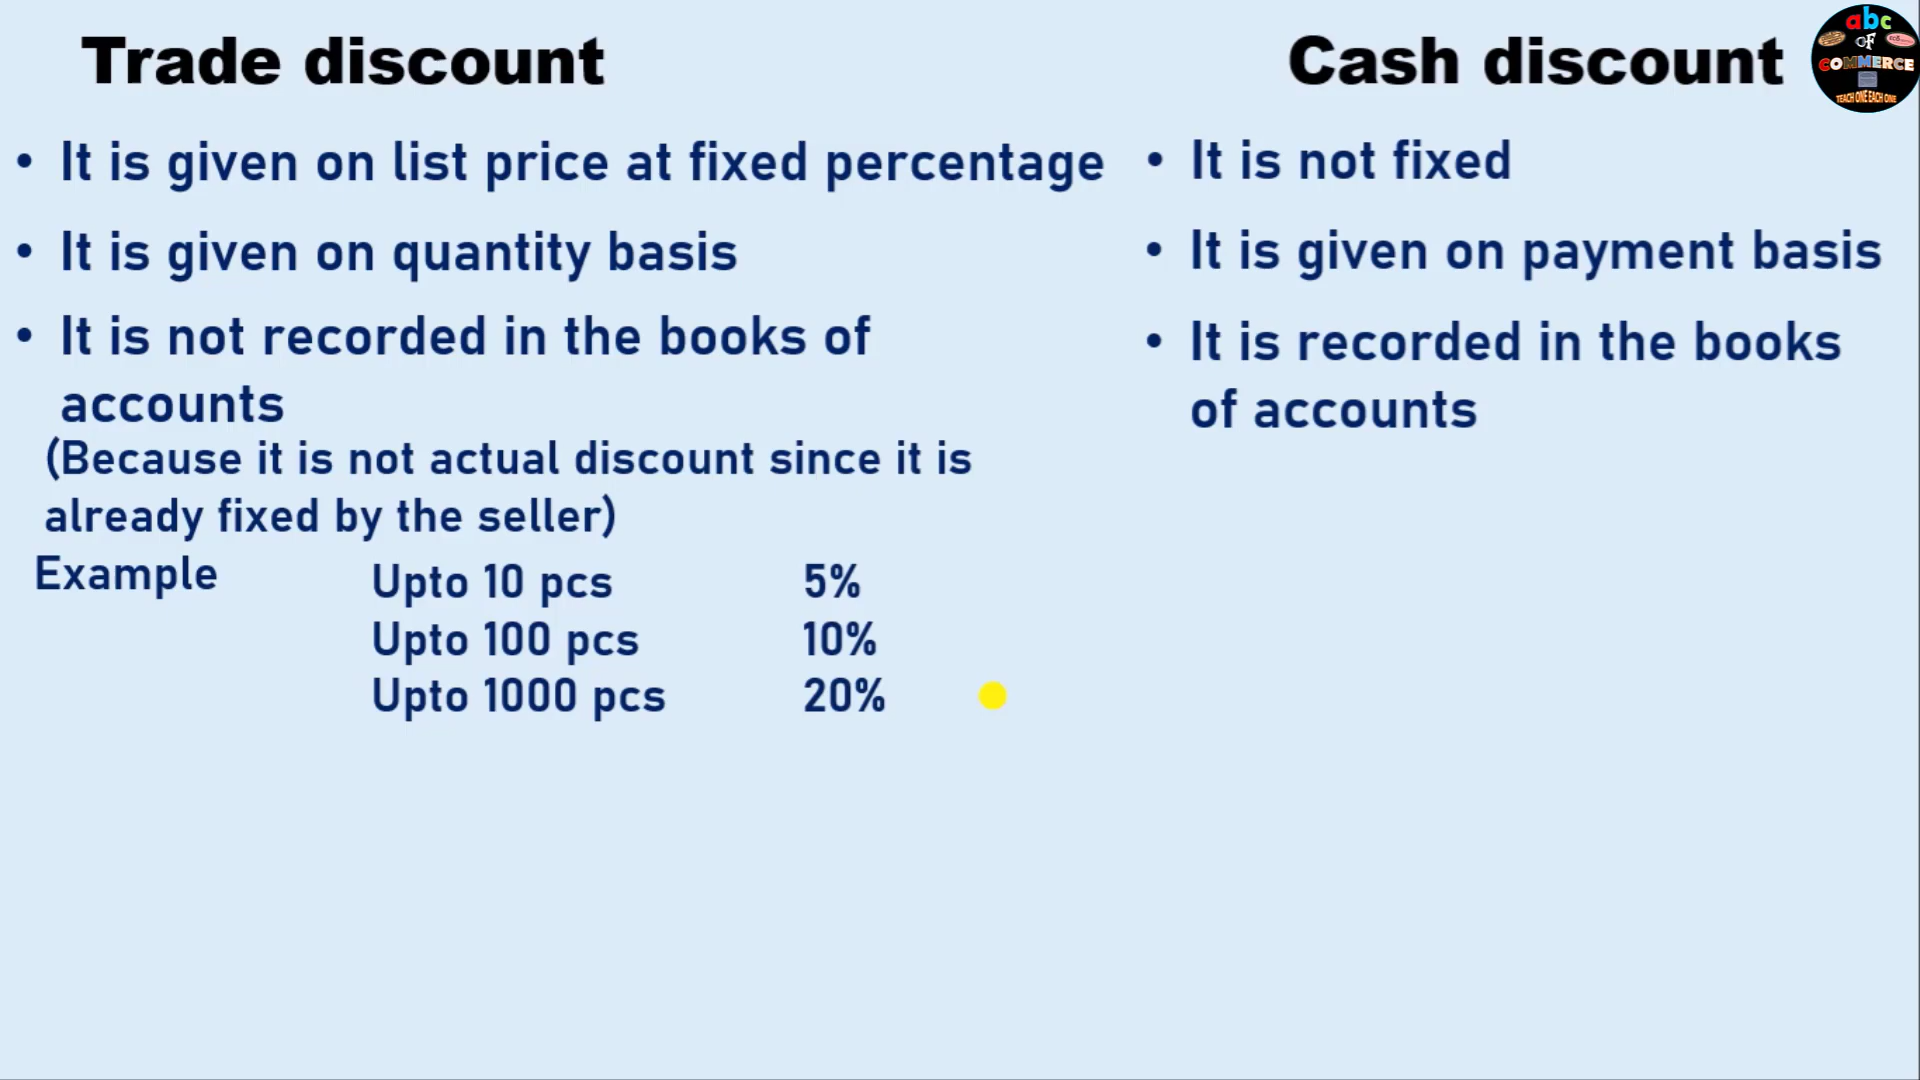 Trade discount
• It is given on list price at fixed percentage
• It is given on quantity basis
• It is not recorded in the books of
accounts
(Because it is not actual discount since it is
already fixed by the seller)
Example
Upto 10 pcs 5%
Upto 100 pcs 10%
Upto 1000 pcs 20%
Cash discount
• It is not fixed
• It is given on payment basis
• It is recorded in the books
of accounts
abc
OF
COMMERCE
TEACH ONE EACH ONE